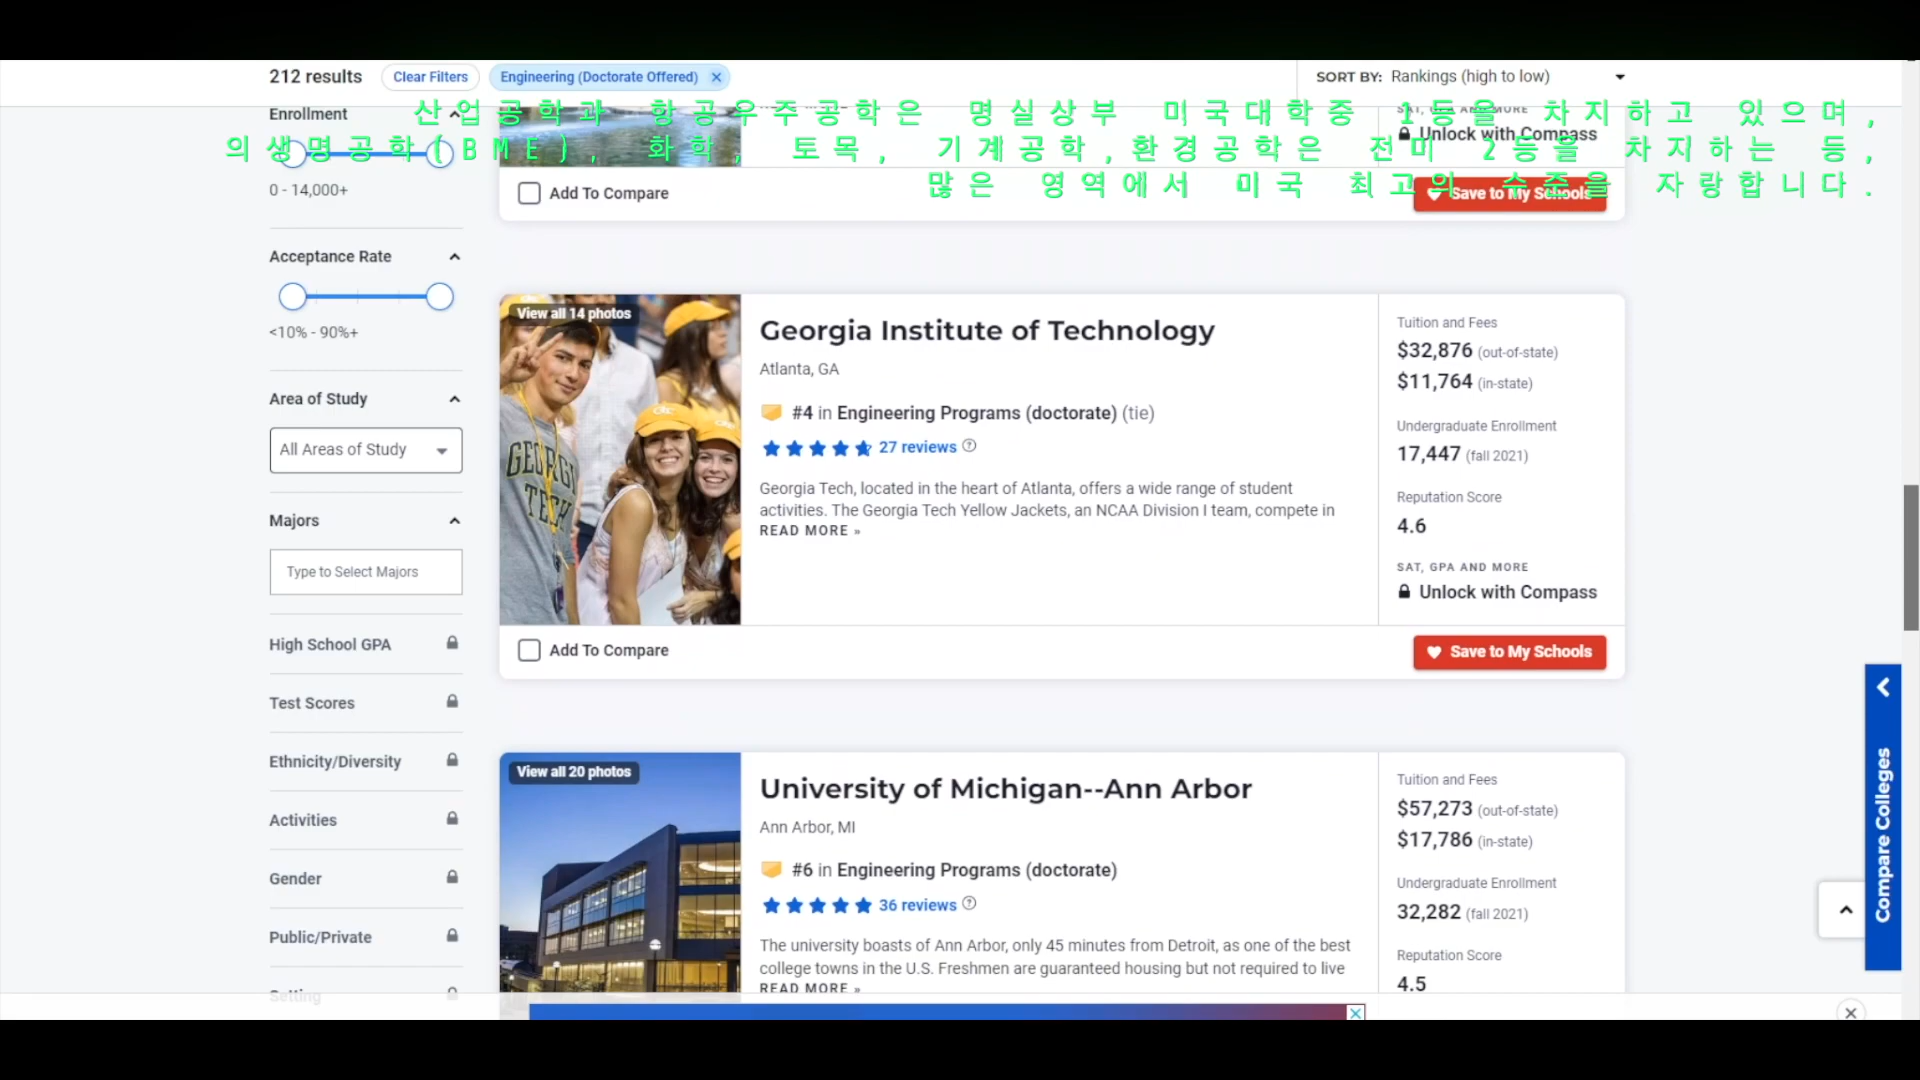 212 results
Clear Filters
Engineering (Doctorate Offered)
SORT BY: Rankings (high to low)
산업공학과 항공우주공학은 명실상부 미국대학중 1등을 차지하고 있으며,
의생명공학(BME), 화학, 토목, 기계공학,환경공학은 전미 2등을 차지하는 등,
많은 영역에서 미국 최고의 수준을 자랑합니다.
Enrollment
0 - 14,000+
SAT, GPA AND MORE
Unlock with Compass
Add To Compare
Save to My Schools
Acceptance Rate
<10% - 90%+
Area of Study
All Areas of Study
Majors
Type to Select Majors
High School GPA
Test Scores
Ethnicity/Diversity
Activities
Gender
Public/Private
Setting
View all 14 photos
GEORGIA
TECH
Georgia Institute of Technology
Atlanta, GA
#4 in Engineering Programs (doctorate) (tie)
27 reviews
Georgia Tech, located in the heart of Atlanta, offers a wide range of student
activities. The Georgia Tech Yellow Jackets, an NCAA Division I team, compete in
READ MORE »
Tuition and Fees
$32,876 (out-of-state)
$11,764 (in-state)
Undergraduate Enrollment
17,447 (fall 2021)
Reputation Score
4.6
SAT, GPA AND MORE
Unlock with Compass
Add To Compare
Save to My Schools
View all 20 photos
University of Michigan--Ann Arbor
Ann Arbor, MI
#6 in Engineering Programs (doctorate)
36 reviews
The university boasts of Ann Arbor, only 45 minutes from Detroit, as one of the best
college towns in the U.S. Freshmen are guaranteed housing but not required to live
READ MORE »
Tuition and Fees
$57,273 (out-of-state)
$17,786 (in-state)
Undergraduate Enrollment
32,282 (fall 2021)
Reputation Score
4.5
Compare Colleges